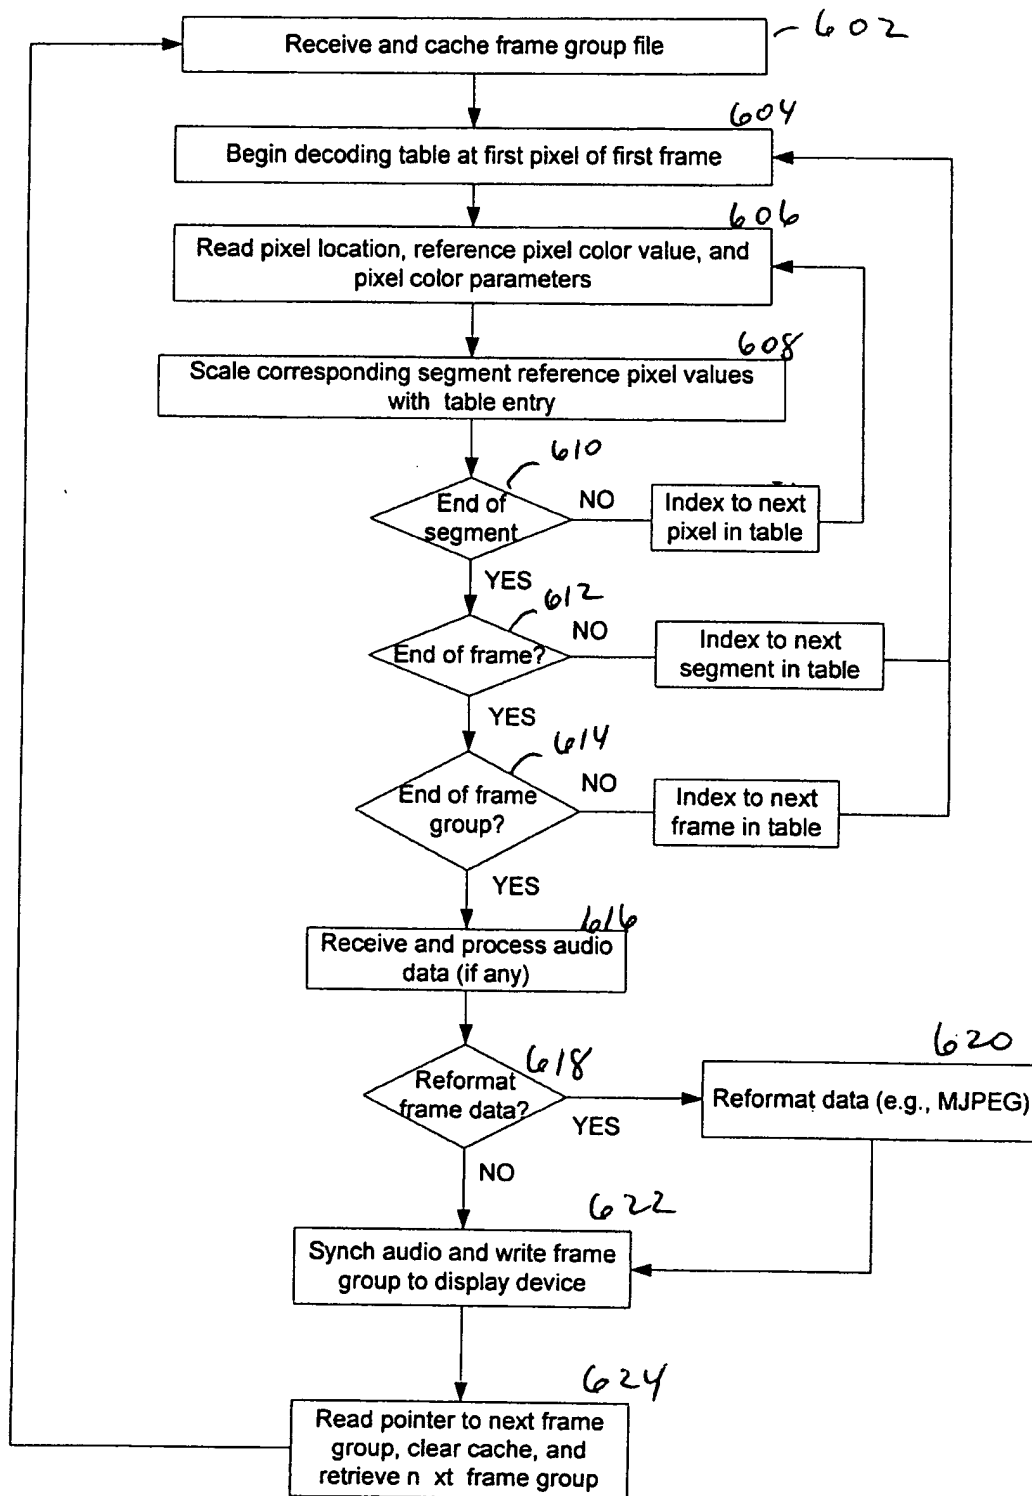 Receive and cache frame group file
602
604
Begin decoding table at first pixel of first frame
606
Read pixel location, reference pixel color value, and
pixel color parameters
608
Scale corresponding segment reference pixel values
with table entry
610
End of
segment
NO
Index to next
pixel in table
YES
612
End of frame?
NO
Index to next
segment in table
YES
614
End of frame
group?
NO
Index to next
frame in table
YES
616
Receive and process audio
data (if any)
618
Reformat
frame data?
YES
620
Reformat data (e.g., MJPEG)
NO
622
Synch audio and write frame
group to display device
624
Read pointer to next frame
group, clear cache, and
retrieve n xt frame group